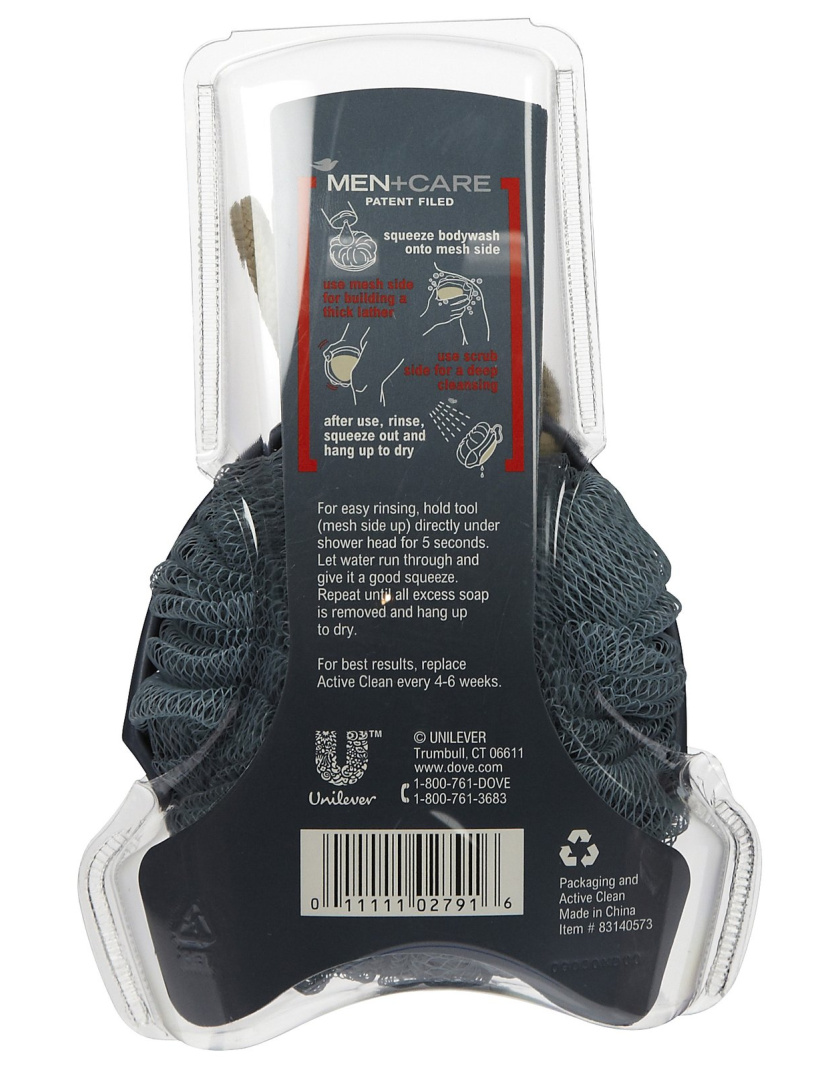 MEN+CARE
PATENT FILED
squeeze bodywash
onto mesh side
use mesh side
for building a
thick lather
use scrub
side for a deep
cleansing
after use, rinse,
squeeze out and
hang up to dry
For easy rinsing, hold tool
(mesh side up) directly under
shower head for 5 seconds.
Let water run through and
give it a good squeeze.
Repeat until all excess soap
is removed and hang up
to dry.
For best results, replace
Active Clean every 4-6 weeks.
U™
Unilever
© UNILEVER
Trumbull, CT 06611
www.dove.com
1-800-761-DOVE
1-800-761-3683
0 11111 02791 6
Packaging and
Active Clean
Made in China
Item # 83140573